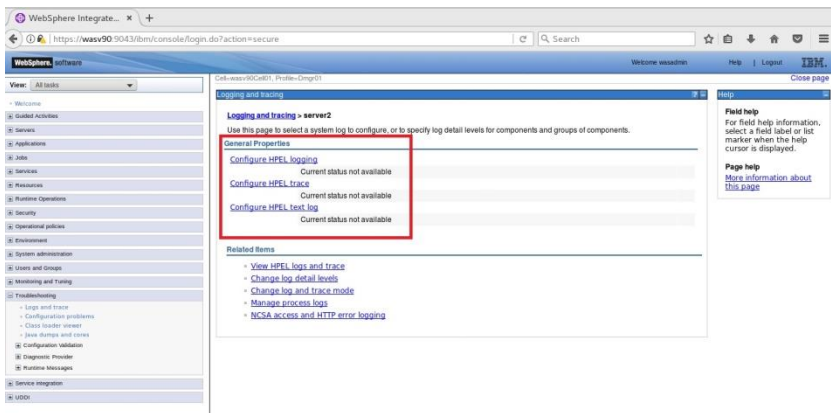 WebSphere Integrate...
https://wasv90:9043/ibm/console/login.do?action=secure
Search
WebSphere. software
Welcome wasadmin
Help | Logout
IBM.
Cell=wasv90Cell01, Profile=Dmgr01
Close page
View: All tasks
Welcome
Guided Activities
Servers
Applications
Jobs
Services
Resources
Runtime Operations
Security
Operational policies
Environment
System administration
Users and Groups
Monitoring and Tuning
Troubleshooting
Logs and trace
Configuration problems
Class loader viewer
Java dumps and cores
Configuration Validation
Diagnostic Provider
Runtime Messages
Service integration
UDDI
Logging and tracing
Logging and tracing > server2
Use this page to select a system log to configure, or to specify log detail levels for components and groups of components.
General Properties
Configure HPEL logging
Current status not available
Configure HPEL trace
Current status not available
Configure HPEL text log
Current status not available
Related Items
View HPEL logs and trace
Change log detail levels
Change log and trace mode
Manage process logs
NCSA access and HTTP error logging
Help
Field help
For field help information,
select a field label or list
marker when the help
cursor is displayed.
Page help
More information about
this page